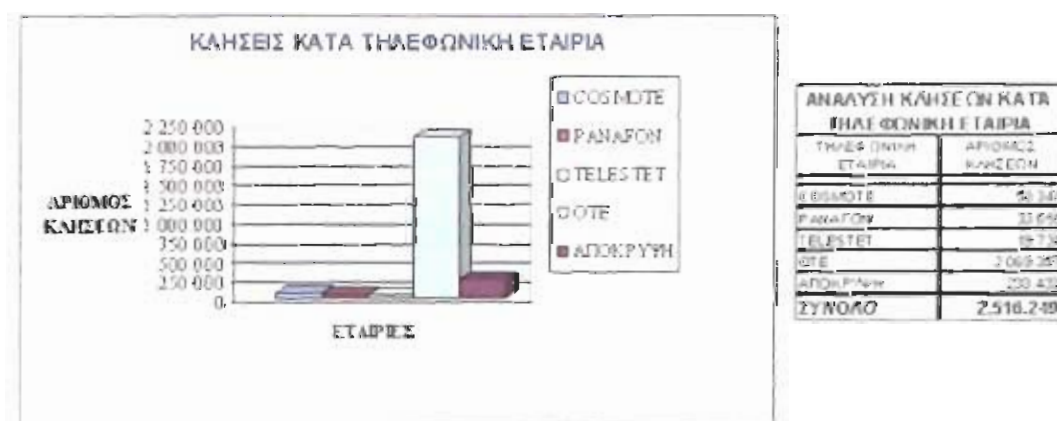 ΚΛΗΣΕΙΣ ΚΑΤΑ ΤΗΛΕΦΩΝΙΚΗ ΕΤΑΙΡΙΑ
ΑΡΙΘΜΟΣ
ΚΛΗΣΕΩΝ
2 250 000
2 000 000
1 750 000
1 500 000
1 250 000
1 000 000
750 000
500 000
250 000
0
ΕΤΑΙΡΙΕΣ
COSMOTE
PANAFON
TELESTET
OTE
ΑΠΟΚΡΥΨΗ
ΑΝΑΛΥΣΗ ΚΛΗΣΕΩΝ ΚΑΤΑ
ΤΗΛΕΦΩΝΙΚΗ ΕΤΑΙΡΙΑ
ΤΗΛΕΦΩΝΙΚΗ ΑΡΙΘΜΟΣ
ΕΤΑΙΡΙΑ ΚΛΗΣΕΩΝ
COSMOTE
PANAFON
TELESTET
OTE
ΑΠΟΚΡΥΨΗ
ΣΥΝΟΛΟ 2.516.249